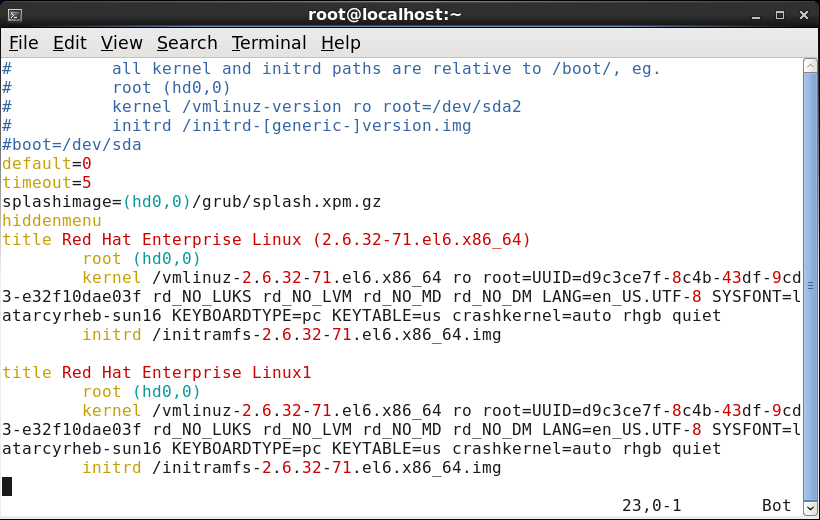 root@localhost:~
File Edit View Search Terminal Help
#          all kernel and initrd paths are relative to /boot/, eg.
#          root (hd0,0)
#          kernel /vmlinuz-version ro root=/dev/sda2
#          initrd /initrd-[generic-]version.img
#boot=/dev/sda
default=0
timeout=5
splashimage=(hd0,0)/grub/splash.xpm.gz
hiddenmenu
title Red Hat Enterprise Linux (2.6.32-71.el6.x86_64)
        root (hd0,0)
        kernel /vmlinuz-2.6.32-71.el6.x86_64 ro root=UUID=d9c3ce7f-8c4b-43df-9cd
3-e32f10dae03f rd_NO_LUKS rd_NO_LVM rd_NO_MD rd_NO_DM LANG=en_US.UTF-8 SYSFONT=l
atarcyrheb-sun16 KEYBOARDTYPE=pc KEYTABLE=us crashkernel=auto rhgb quiet
        initrd /initramfs-2.6.32-71.el6.x86_64.img
title Red Hat Enterprise Linux1
        root (hd0,0)
        kernel /vmlinuz-2.6.32-71.el6.x86_64 ro root=UUID=d9c3ce7f-8c4b-43df-9cd
3-e32f10dae03f rd_NO_LUKS rd_NO_LVM rd_NO_MD rd_NO_DM LANG=en_US.UTF-8 SYSFONT=l
atarcyrheb-sun16 KEYBOARDTYPE=pc KEYTABLE=us crashkernel=auto rhgb quiet
        initrd /initramfs-2.6.32-71.el6.x86_64.img
23,0-1        Bot